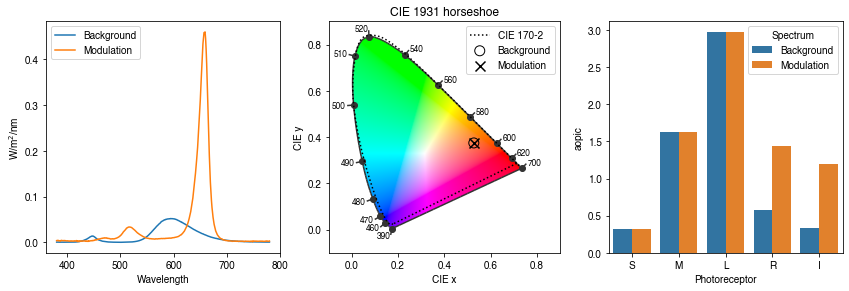 Background
Modulation
W/m²/nm
0.4
0.3
0.2
0.1
0.0
400
500
600
700
800
Wavelength
CIE 1931 horseshoe
CIE 170-2
Background
Modulation
CIE y
0.8
0.6
0.4
0.2
0.0
520
540
510
560
500
580
600
620
700
490
480
470
460
390
0.0
0.2
0.4
0.6
0.8
CIE x
Spectrum
Background
Modulation
aopic
3.0
2.5
2.0
1.5
1.0
0.5
0.0
S
M
L
R
I
Photoreceptor